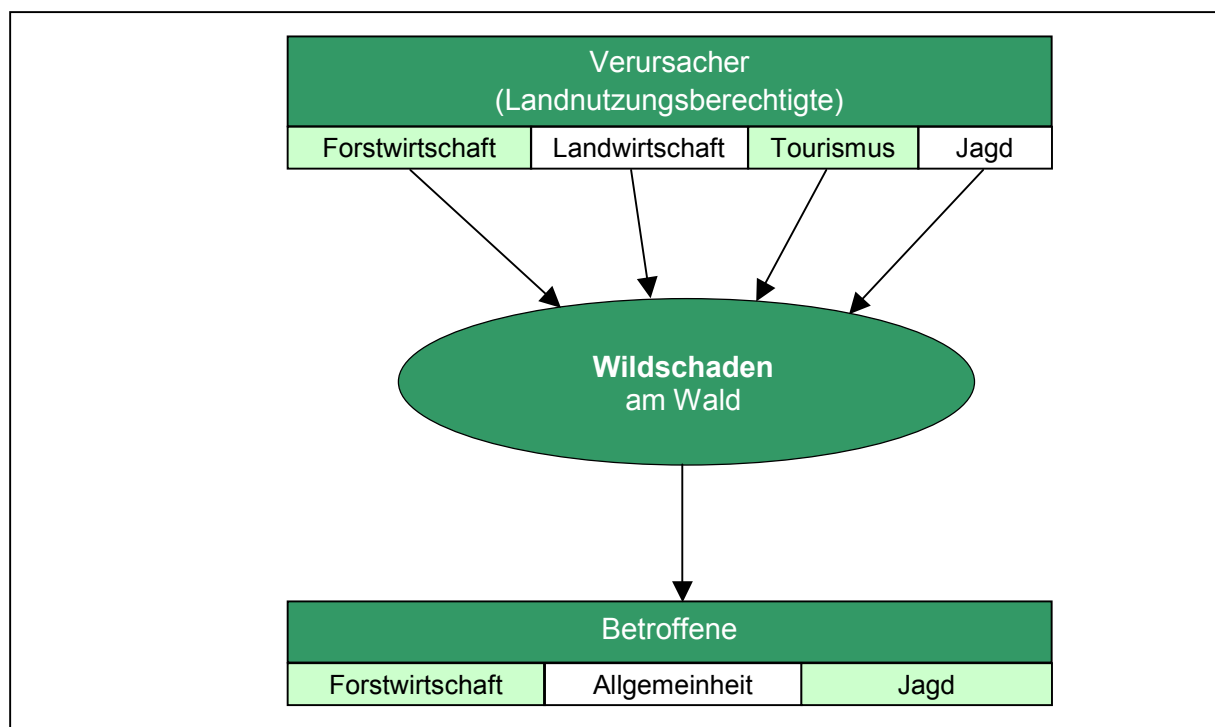 Verursacher
(Landnutzungsberechtigte)
Forstwirtschaft Landwirtschaft Tourismus Jagd
Wildschaden
am Wald
Betroffene
Forstwirtschaft Allgemeinheit Jagd